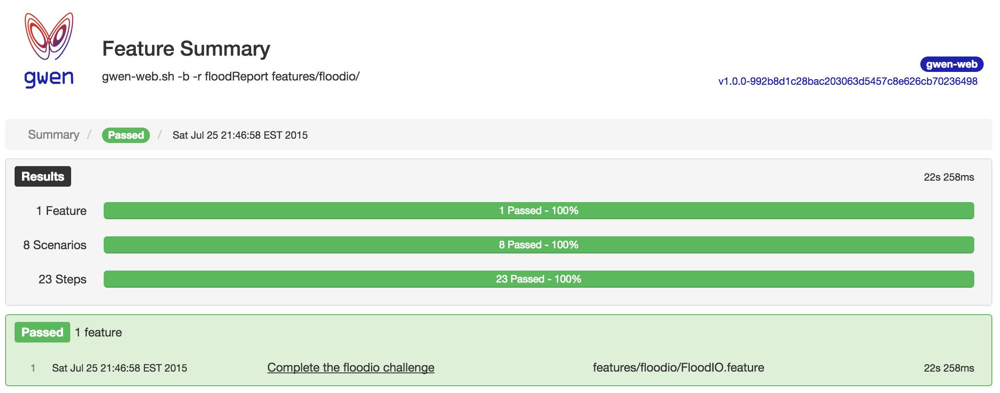 gwen
Feature Summary
gwen-web.sh -b -r floodReport features/floodio/
gwen-web
v1.0.0-992b8d1c28bac203063d5457c8e626cb70236498
Summary / Passed / Sat Jul 25 21:46:58 EST 2015
Results 22s 258ms
1 Feature 1 Passed - 100%
8 Scenarios 8 Passed - 100%
23 Steps 23 Passed - 100%
Passed 1 feature
1 Sat Jul 25 21:46:58 EST 2015 Complete the floodio challenge features/floodio/FloodIO.feature 22s 258ms